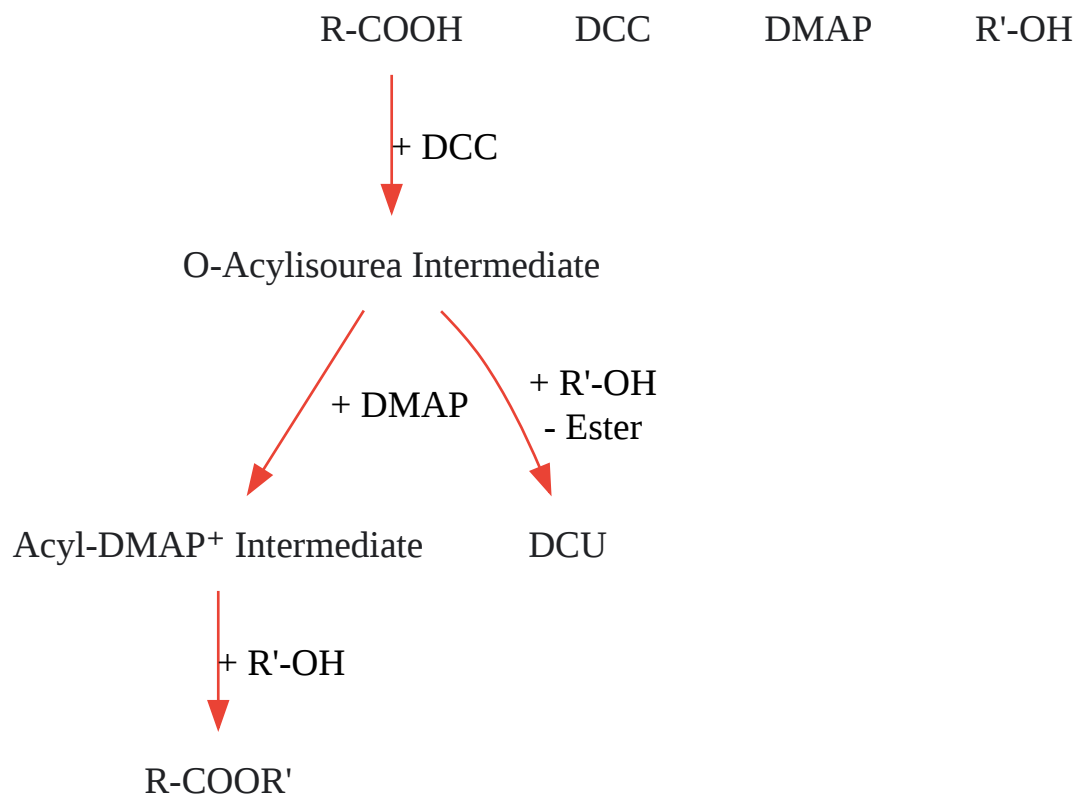 R-COOH DCC DMAP R'-OH
+ DCC
O-Acylisourea Intermediate
+ R'-OH
+ DMAP
- Ester
Acyl-DMAP⁺ Intermediate DCU
+ R'-OH
R-COOR'